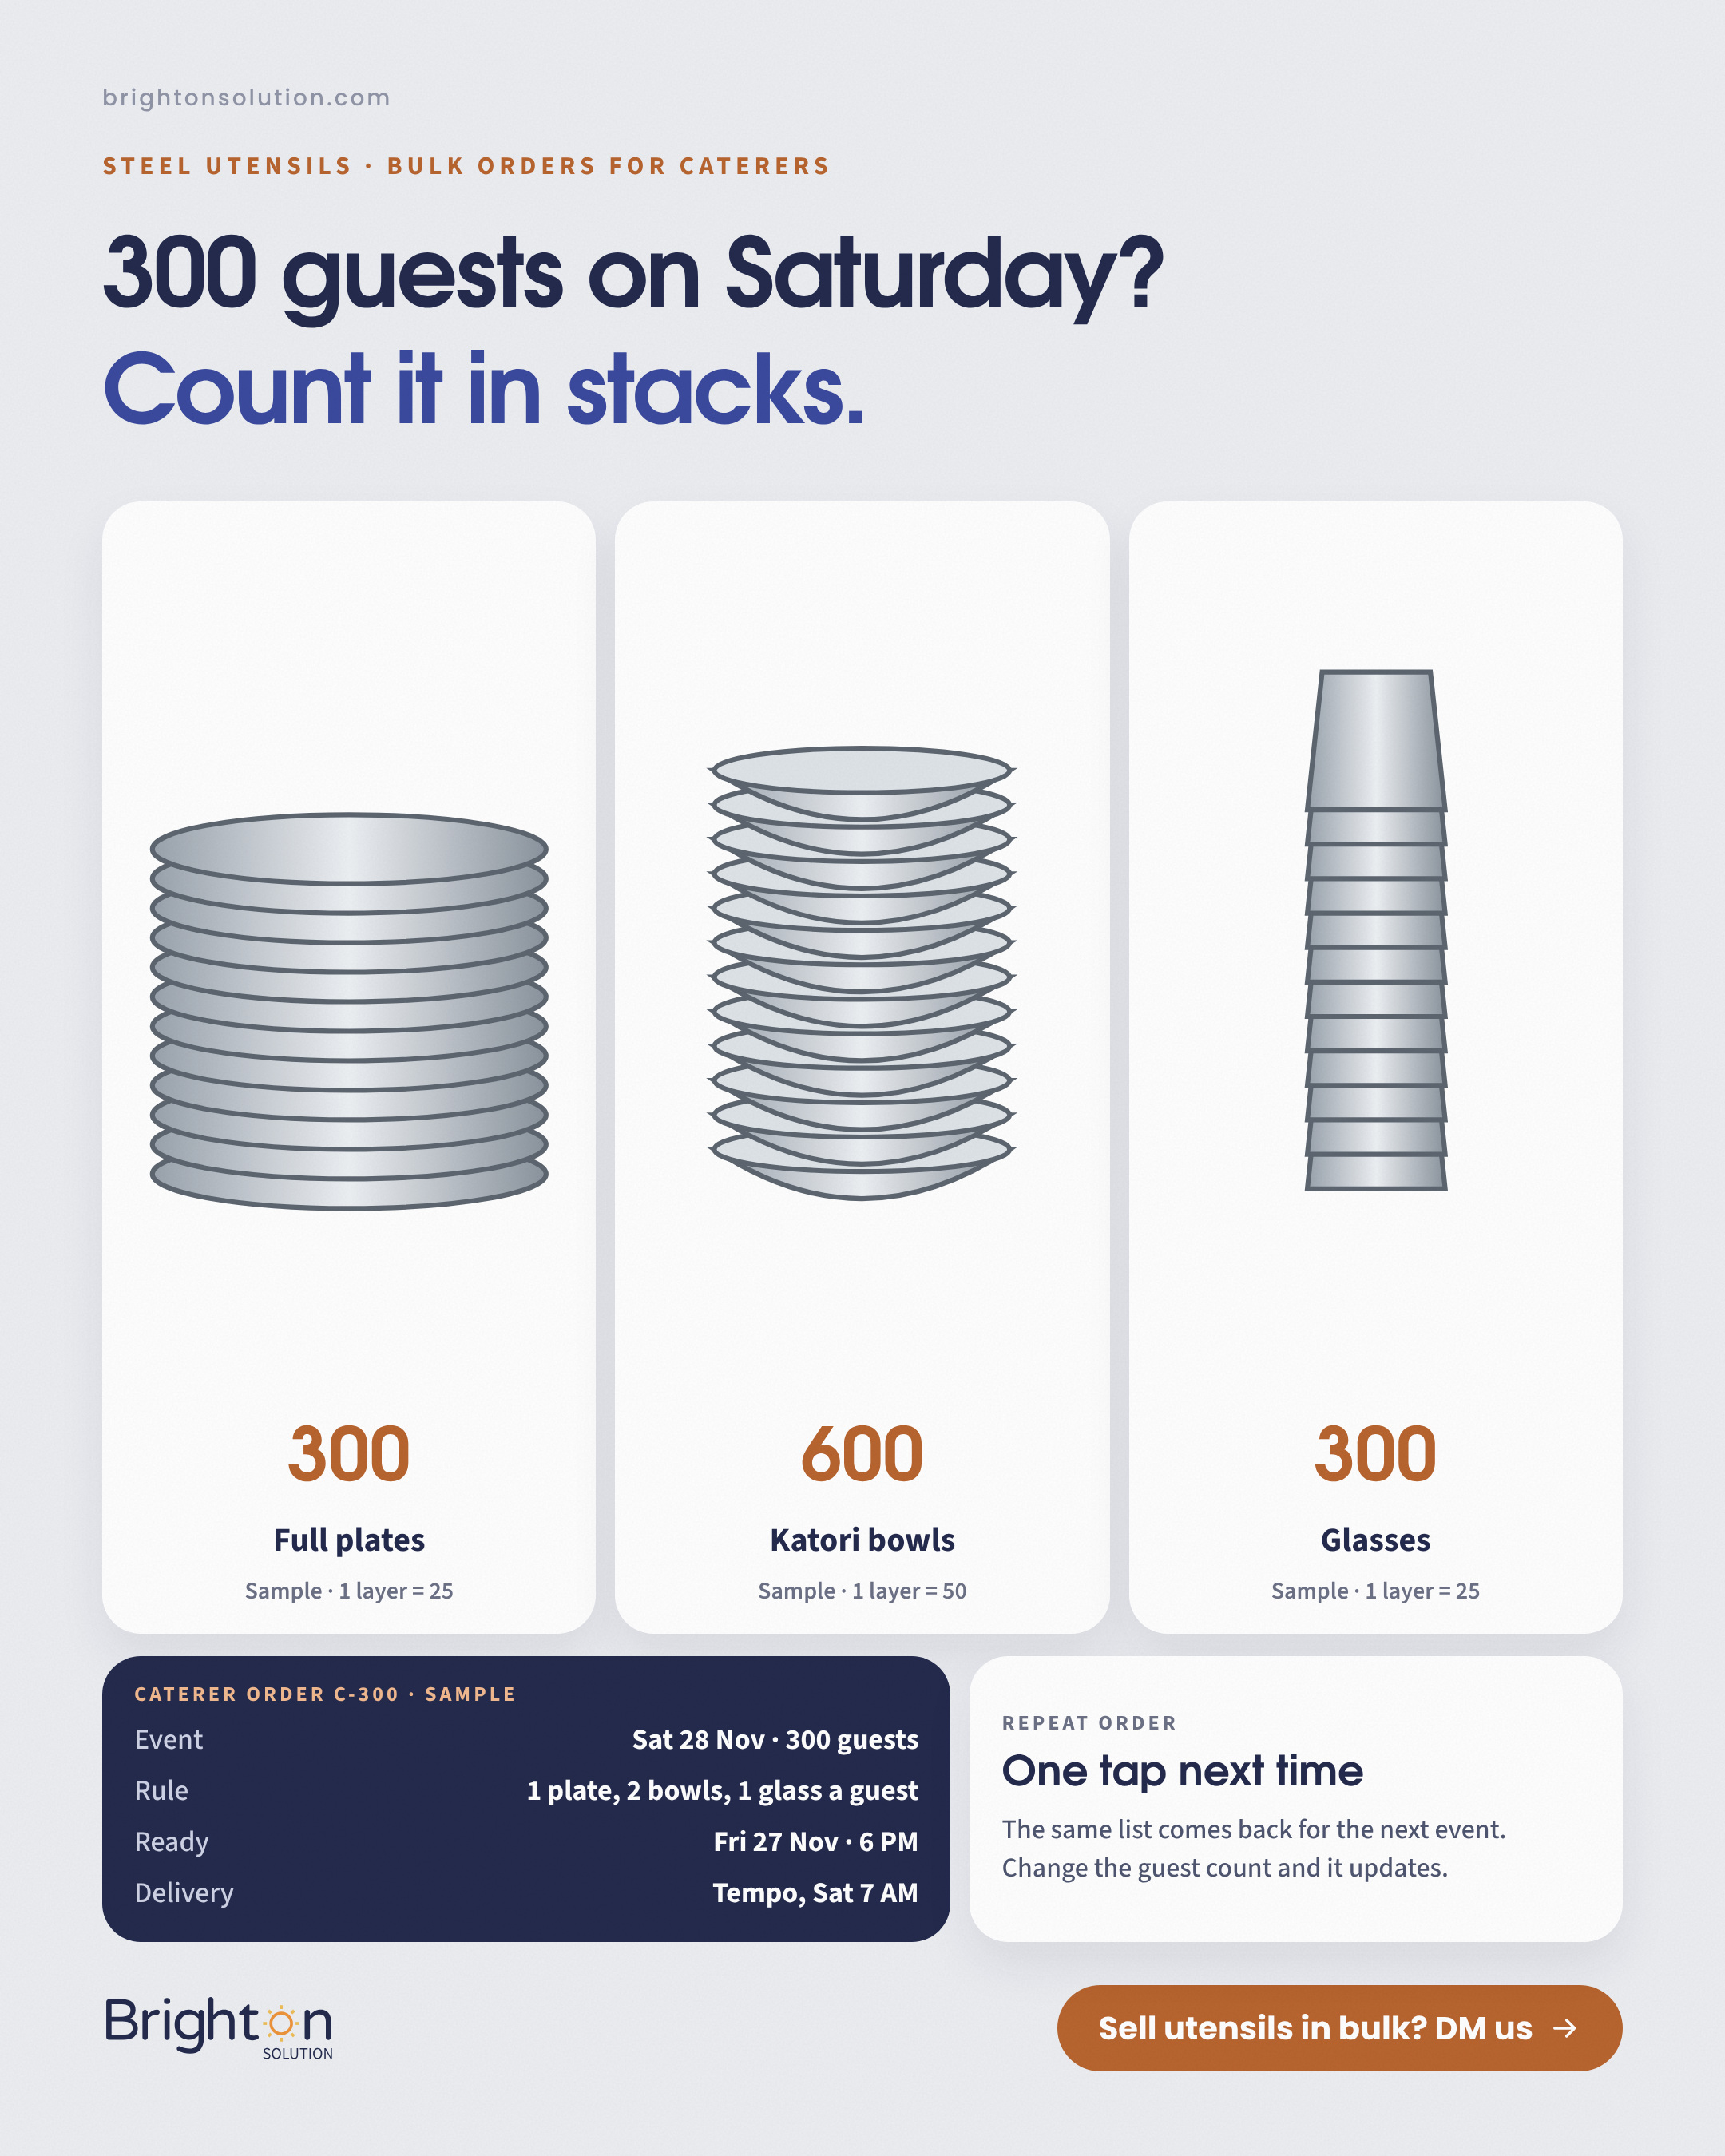 brightonsolution.com
STEEL UTENSILS · BULK ORDERS FOR CATERERS
300 guests on Saturday?
Count it in stacks.
300
Full plates
Sample · 1 layer = 25
600
Katori bowls
Sample · 1 layer = 50
300
Glasses
Sample · 1 layer = 25
CATERER ORDER C-300 · SAMPLE
Event Sat 28 Nov · 300 guests
Rule 1 plate, 2 bowls, 1 glass a guest
Ready Fri 27 Nov · 6 PM
Delivery Tempo, Sat 7 AM
REPEAT ORDER
One tap next time
The same list comes back for the next event.
Change the guest count and it updates.
Brighton
SOLUTION
Sell utensils in bulk? DM us →